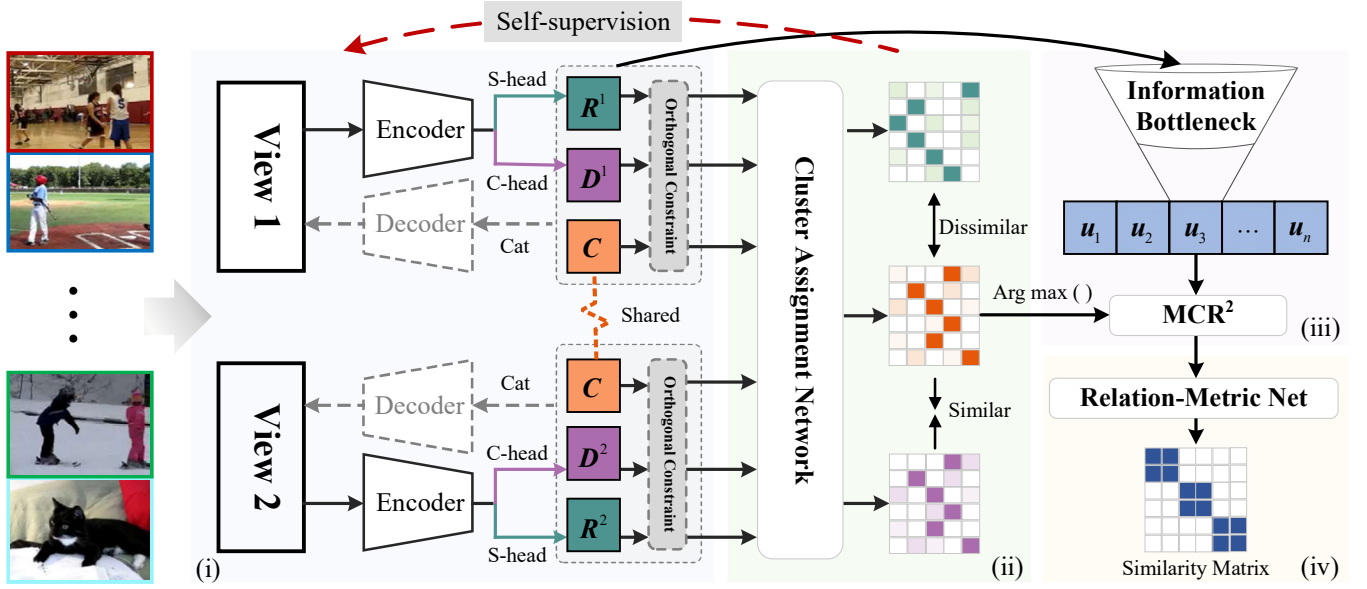 Self-supervision
View 1
Encoder
S-head
C-head
R¹
D¹
C
Orthogonal Constraint
Decoder
Cat
Shared
View 2
Decoder
Cat
C
D²
R²
Orthogonal Constraint
Encoder
C-head
S-head
(i)
Cluster Assignment Network
Dissimilar
Similar
(ii)
Arg max ( )
Information
Bottleneck
u₁ u₂ u₃ ... uₙ
MCR²
(iii)
Relation-Metric Net
Similarity Matrix
(iv)